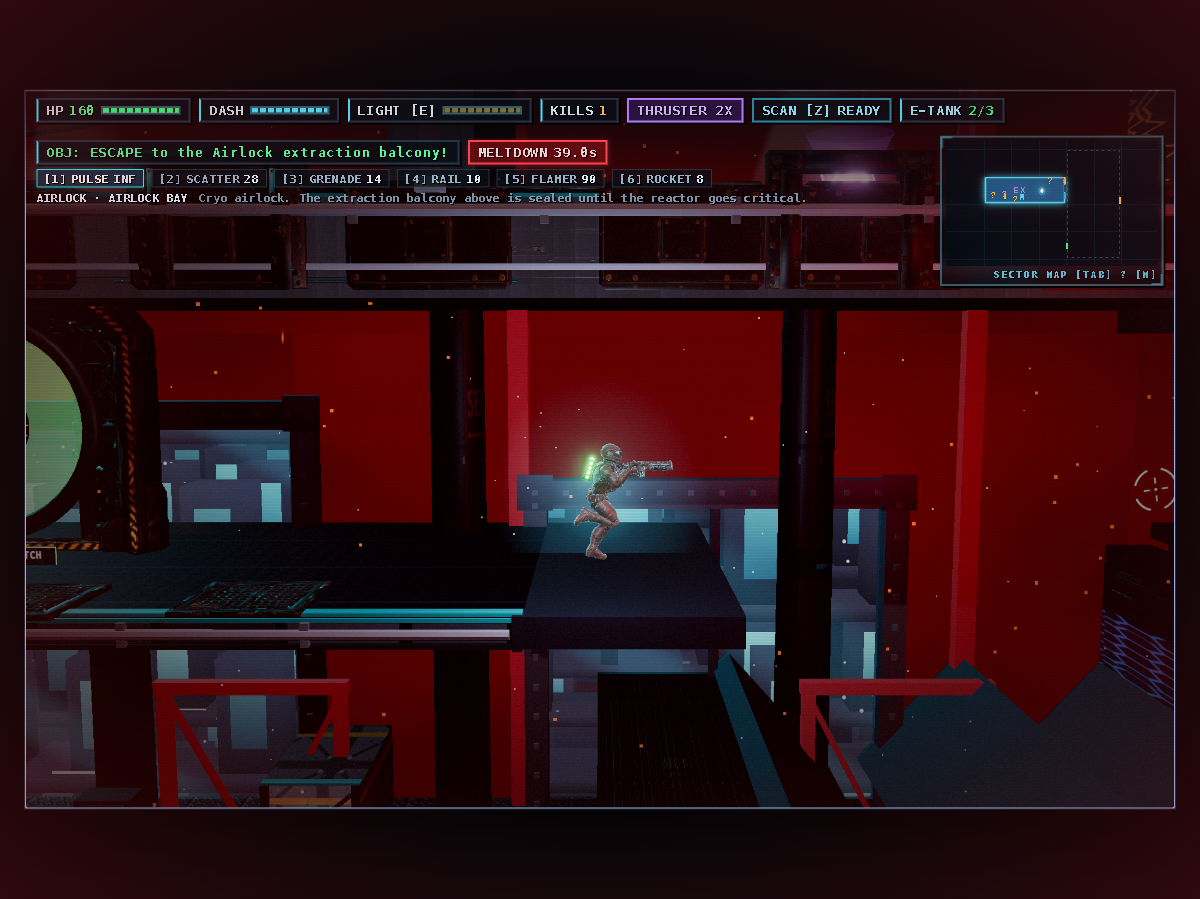 HP 160 DASH LIGHT [E] KILLS 1 THRUSTER 2X SCAN [Z] READY E-TANK 2/3
OBJ: ESCAPE to the Airlock extraction balcony! MELTDOWN 39.0s
[1] PULSE INF [2] SCATTER 28 [3] GRENADE 14 [4] RAIL 10 [5] FLAMER 90 [6] ROCKET 8
AIRLOCK · AIRLOCK BAY Cryo airlock. The extraction balcony above is sealed until the reactor goes critical.
? EX
? ? ? M
SECTOR MAP [TAB] ? [M]
TCH